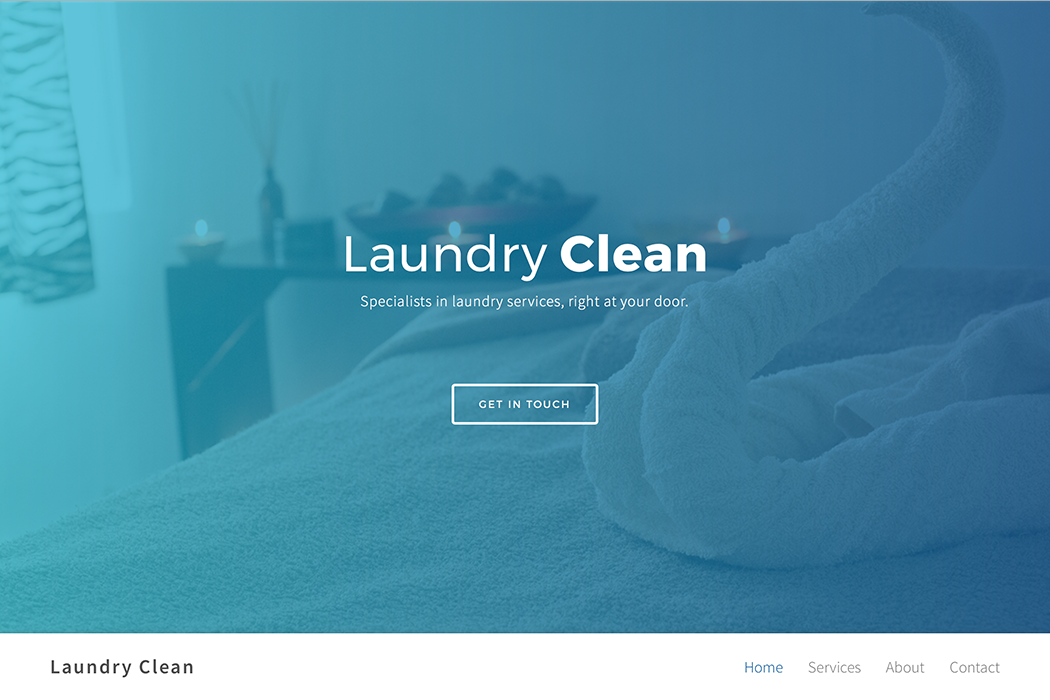 Laundry Clean
Specialists in laundry services, right at your door.
GET IN TOUCH
Laundry Clean
Home Services About Contact